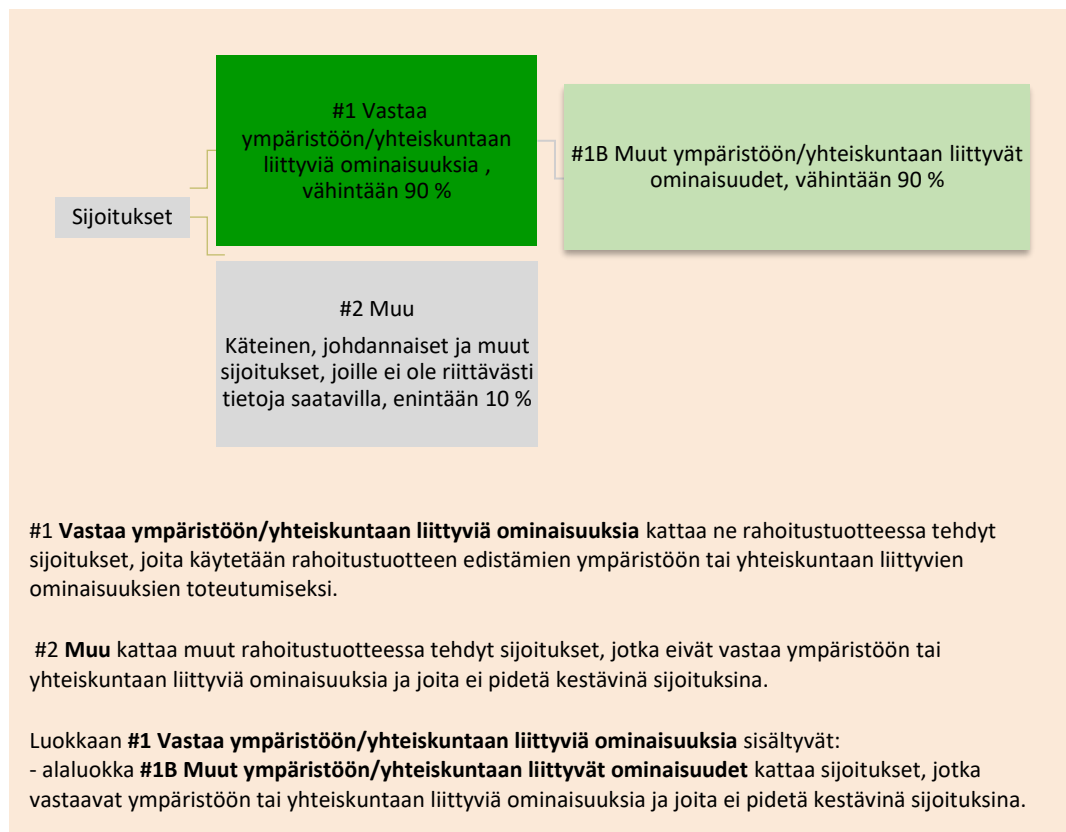 #1 Vastaa
ympäristöön/yhteiskuntaan
liittyviä ominaisuuksia ,
vähintään 90 %
#1B Muut ympäristöön/yhteiskuntaan liittyvät
ominaisuudet, vähintään 90 %
Sijoitukset
#2 Muu
Käteinen, johdannaiset ja muut
sijoitukset, joille ei ole riittävästi
tietoja saatavilla, enintään 10 %
#1 Vastaa ympäristöön/yhteiskuntaan liittyviä ominaisuuksia kattaa ne rahoitustuotteessa tehdyt
sijoitukset, joita käytetään rahoitustuotteen edistämien ympäristöön tai yhteiskuntaan liittyvien
ominaisuuksien toteutumiseksi.
#2 Muu kattaa muut rahoitustuotteessa tehdyt sijoitukset, jotka eivät vastaa ympäristöön tai
yhteiskuntaan liittyviä ominaisuuksia ja joita ei pidetä kestävinä sijoituksina.
Luokkaan #1 Vastaa ympäristöön/yhteiskuntaan liittyviä ominaisuuksia sisältyvät:
- alaluokka #1B Muut ympäristöön/yhteiskuntaan liittyvät ominaisuudet kattaa sijoitukset, jotka
vastaavat ympäristöön tai yhteiskuntaan liittyviä ominaisuuksia ja joita ei pidetä kestävinä sijoituksina.